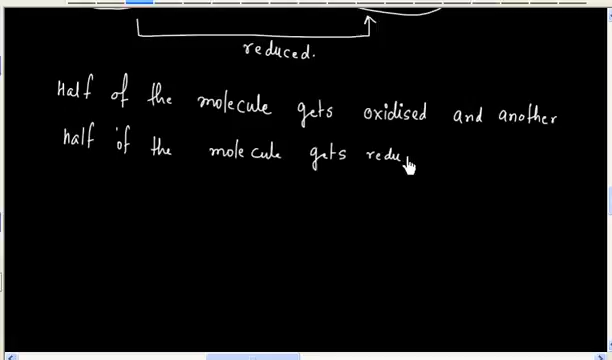 reduced.
Half of the molecule gets oxidised and another
half of the molecule gets redu